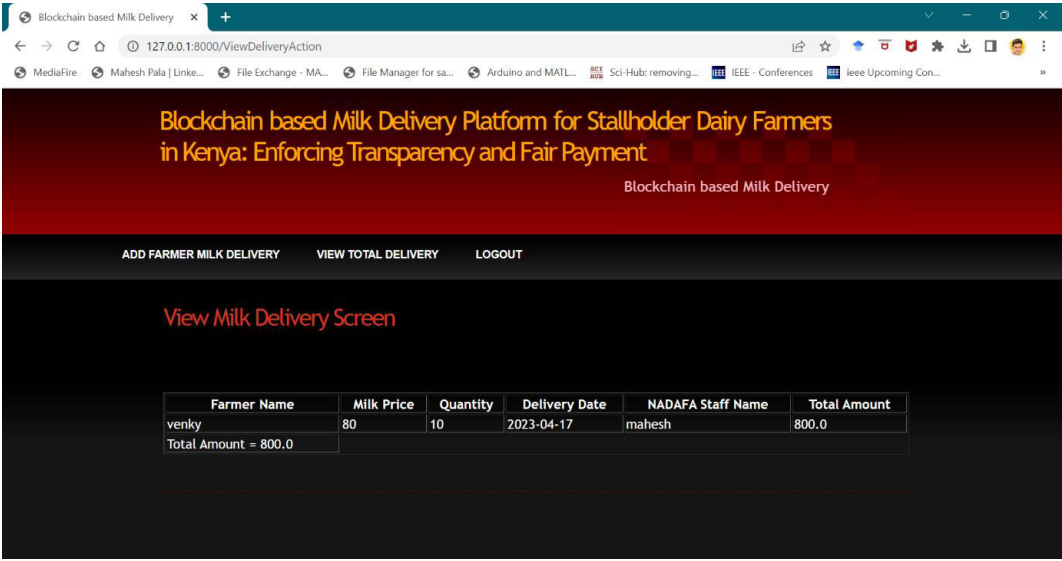 Blockchain based Milk Delivery
127.0.0.1:8000/ViewDeliveryAction
MediaFire Mahesh Pala | Linke... File Exchange - MA... File Manager for sa... Arduino and MATL... SCI HUB Sci-Hub: removing... IEEE IEEE - Conferences IEEE ieee Upcoming Con... »
Blockchain based Milk Delivery Platform for Stallholder Dairy Farmers
in Kenya: Enforcing Transparency and Fair Payment
Blockchain based Milk Delivery
ADD FARMER MILK DELIVERY VIEW TOTAL DELIVERY LOGOUT
View Milk Delivery Screen
Farmer Name Milk Price Quantity Delivery Date NADAFA Staff Name Total Amount
venky 80 10 2023-04-17 mahesh 800.0
Total Amount = 800.0